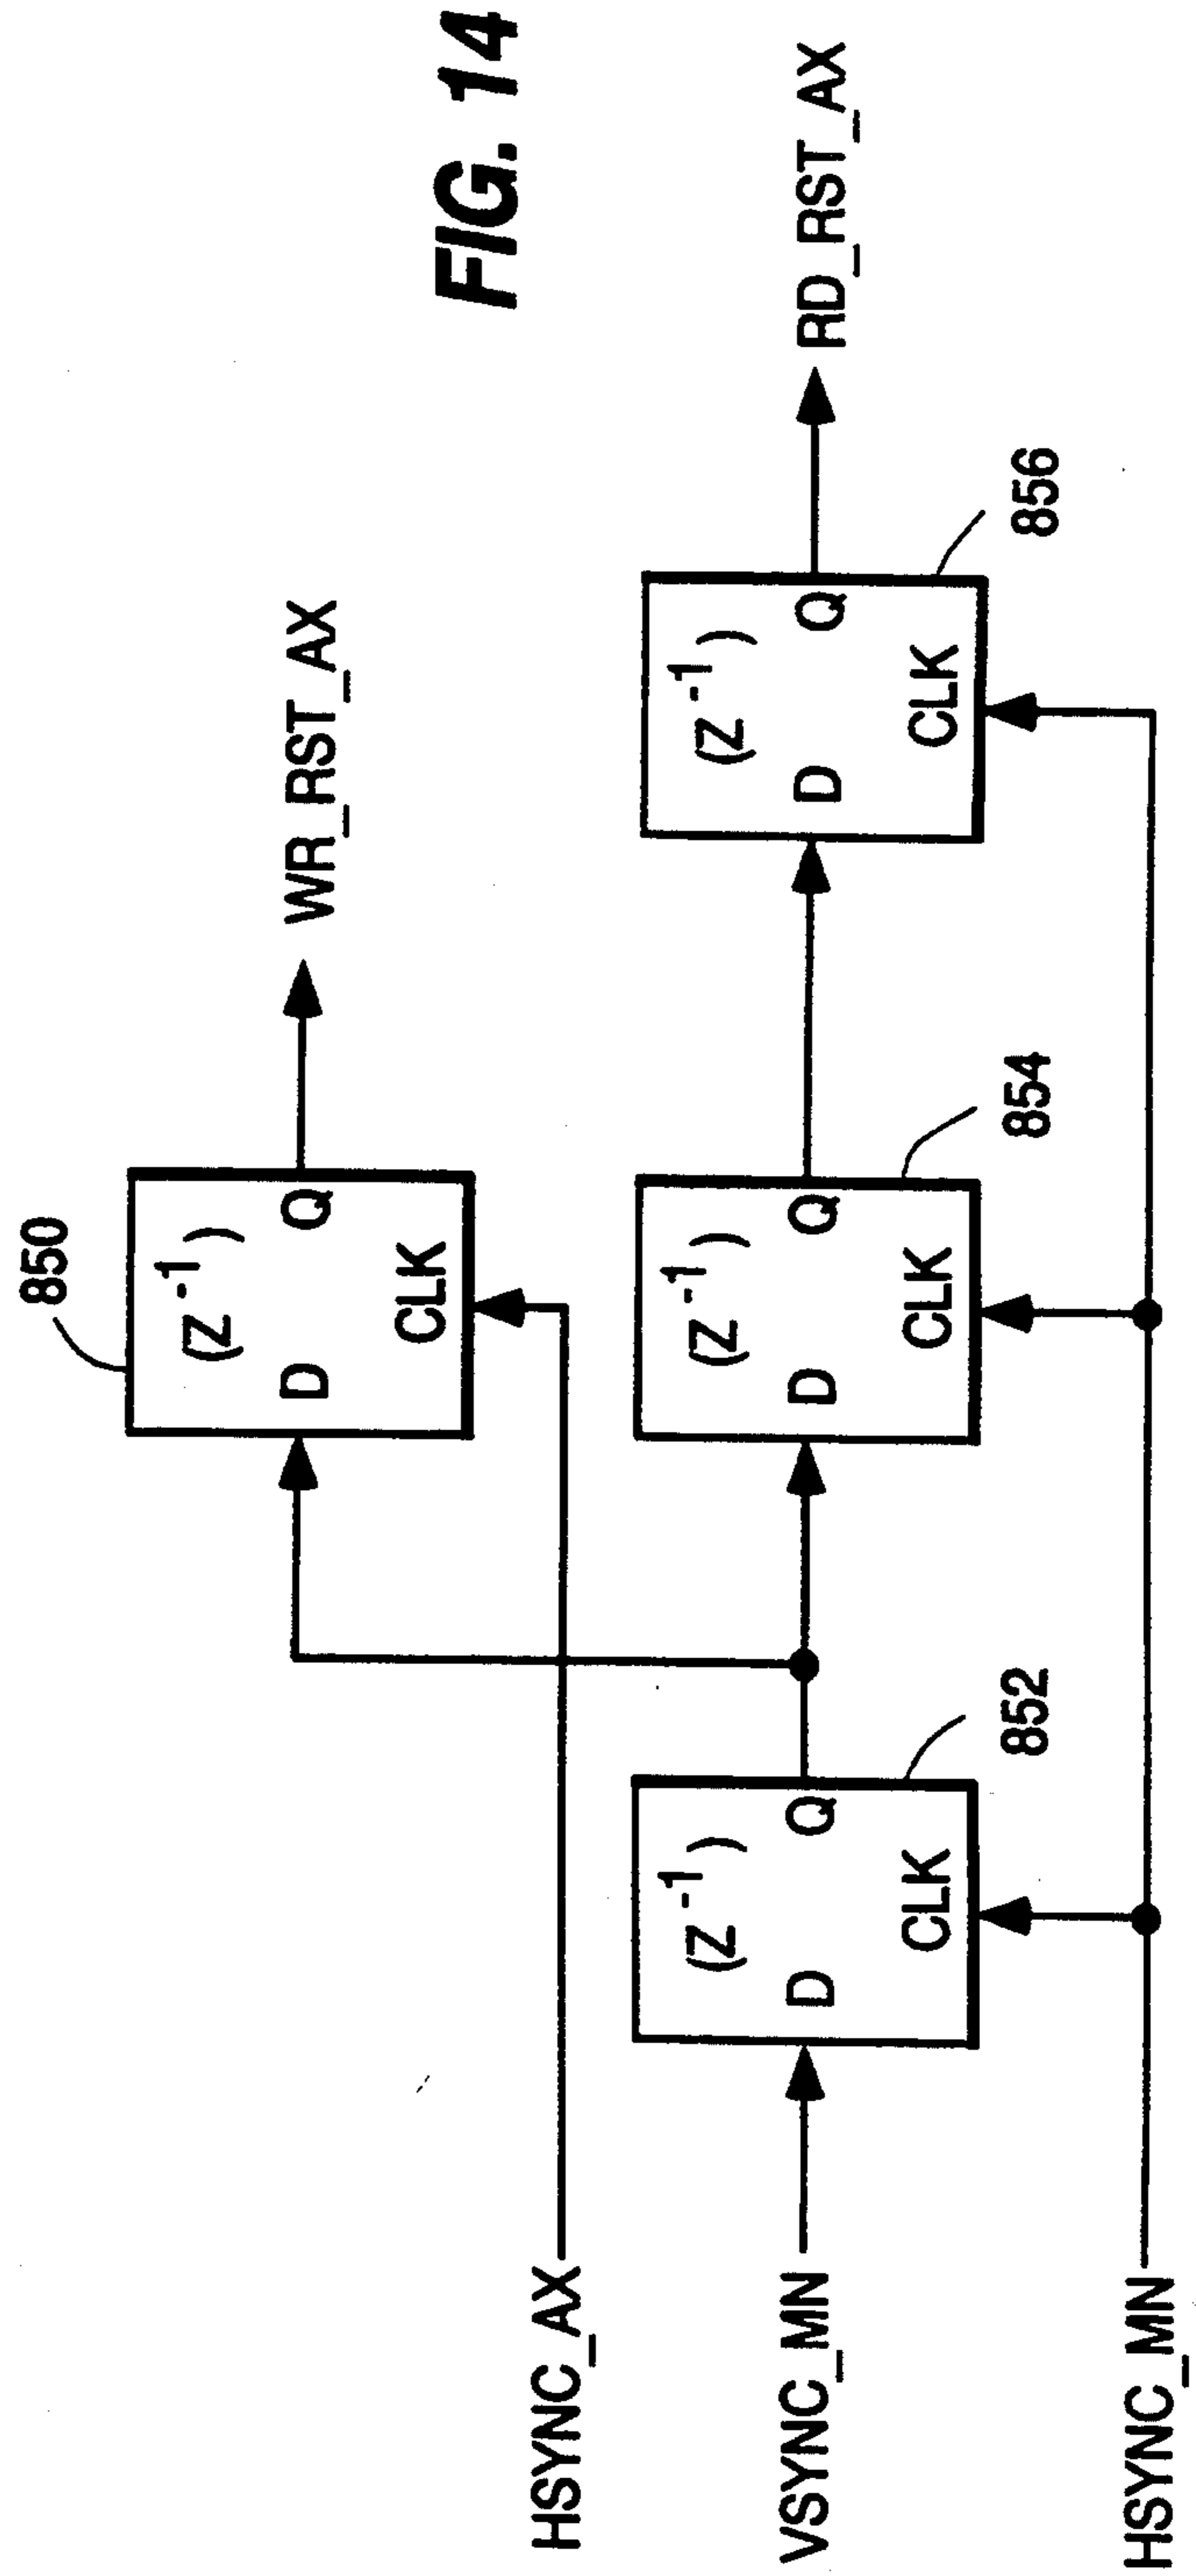 FIG. 14
850
(Z -1)
D Q
CLK
WR_RST_AX
HSYNC_AX
VSYNC_MN
(Z -1)
D Q
CLK
852
(Z -1)
D Q
CLK
854
(Z -1)
D Q
CLK
856
RD_RST_AX
HSYNC_MN